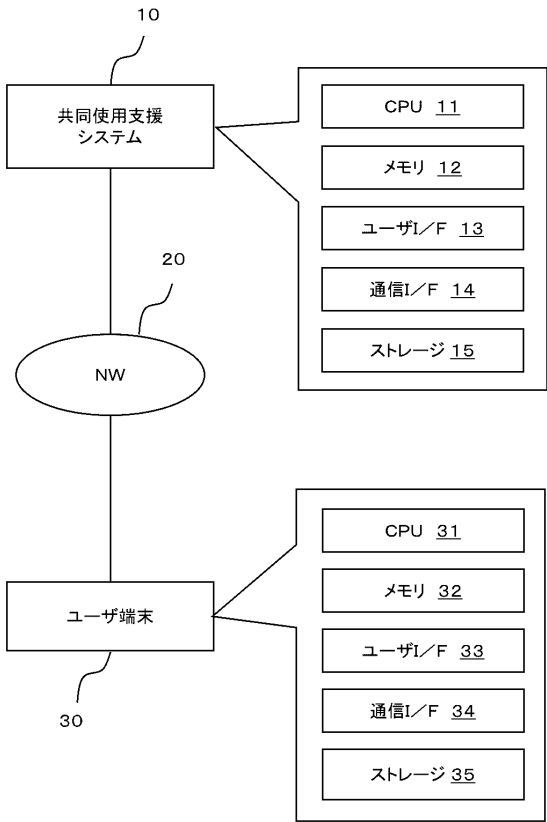 10
共同使用支援
システム
CPU 11
メモリ 12
ユーザI/F 13
通信I/F 14
ストレージ 15
20
NW
ユーザ端末
30
CPU 31
メモリ 32
ユーザI/F 33
通信I/F 34
ストレージ 35